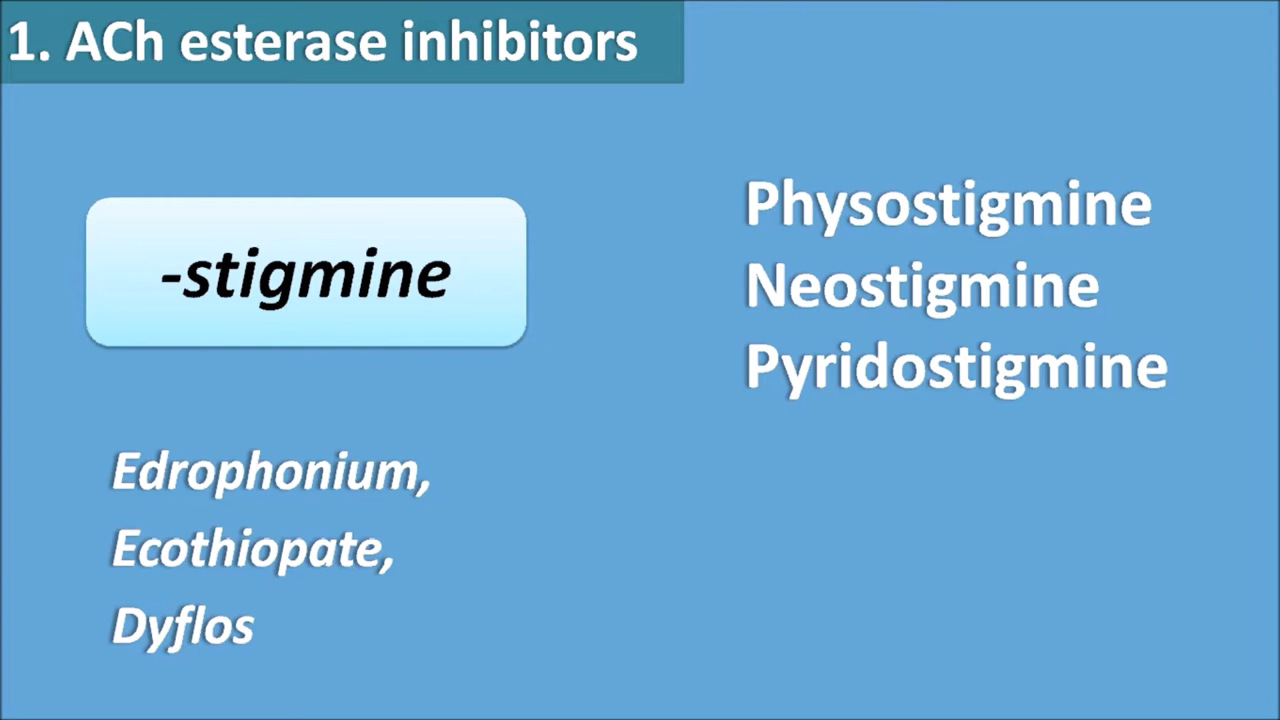 1. ACh esterase inhibitors
-stigmine
Physostigmine
Neostigmine
Pyridostigmine
Edrophonium,
Ecothiopate,
Dyflos